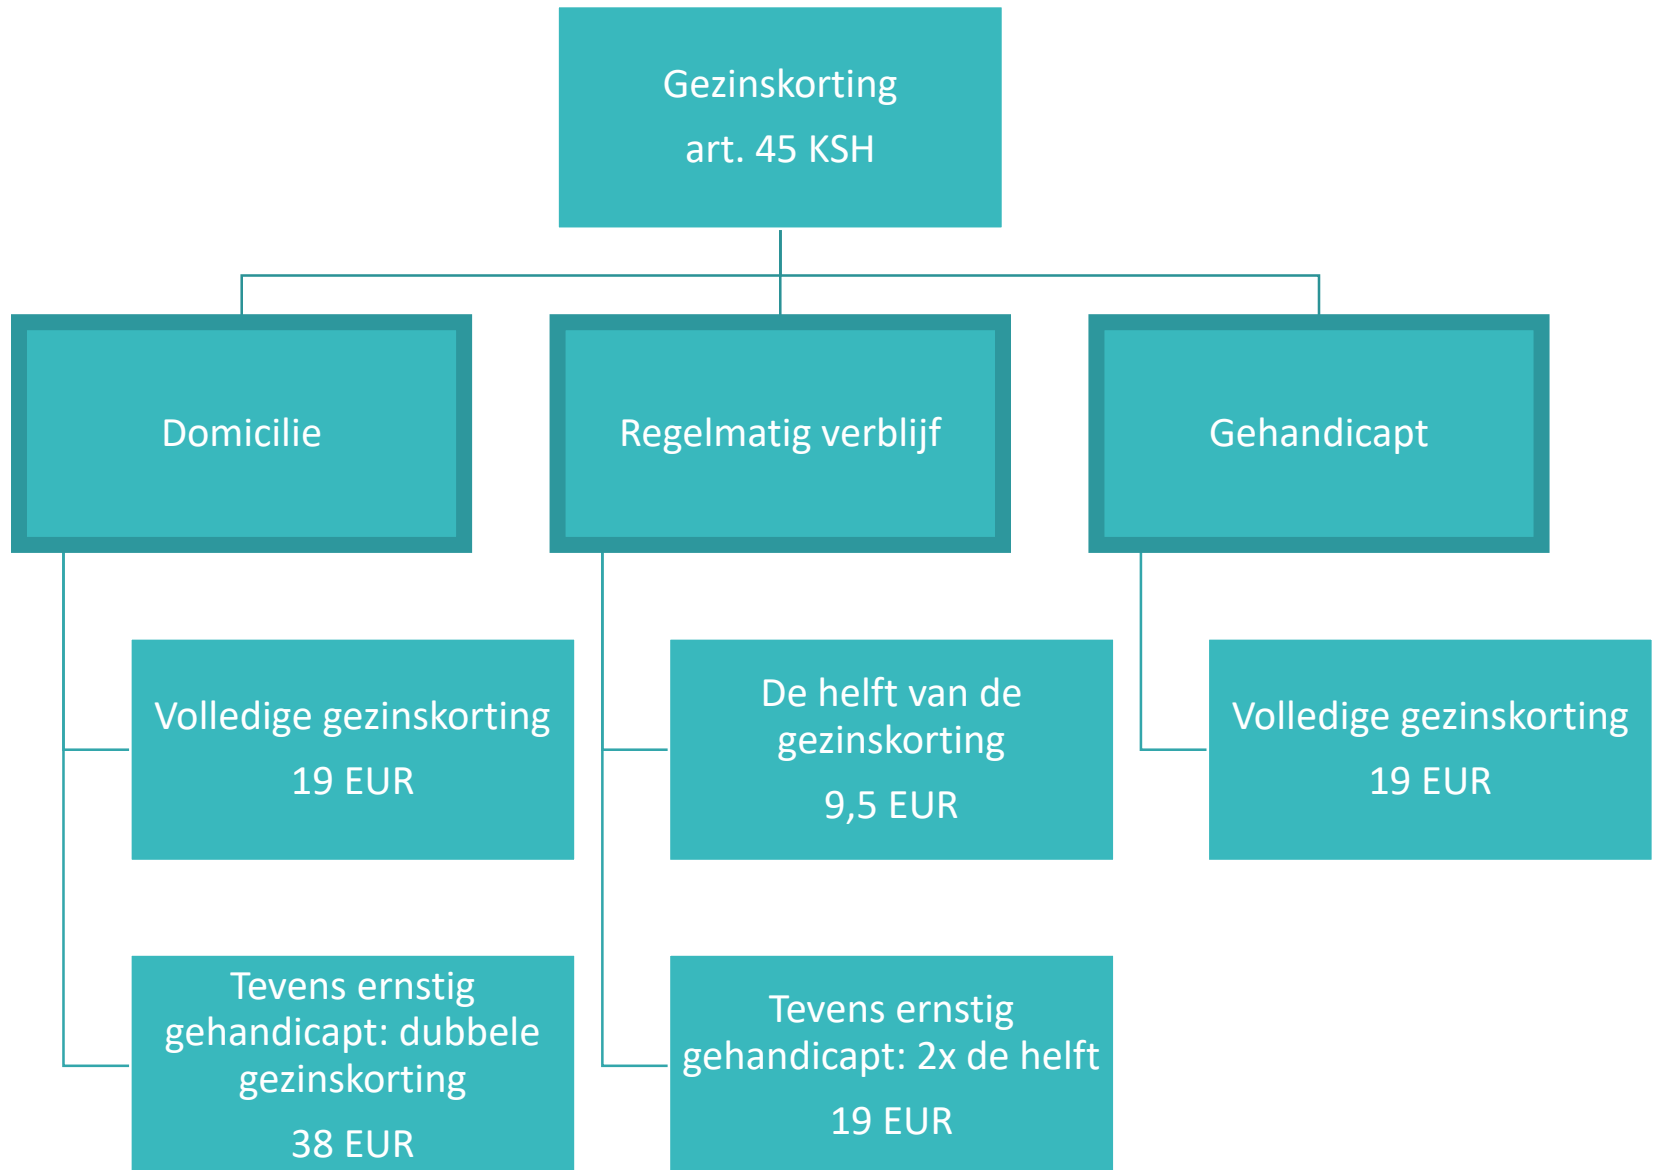 Gezinskorting
art. 45 KSH
Domicilie
Regelmatig verblijf
Gehandicapt
Volledige gezinskorting
19 EUR
De helft van de
gezinskorting
9,5 EUR
Volledige gezinskorting
19 EUR
Tevens ernstig
gehandicapt: dubbele
gezinskorting
38 EUR
Tevens ernstig
gehandicapt: 2x de helft
19 EUR